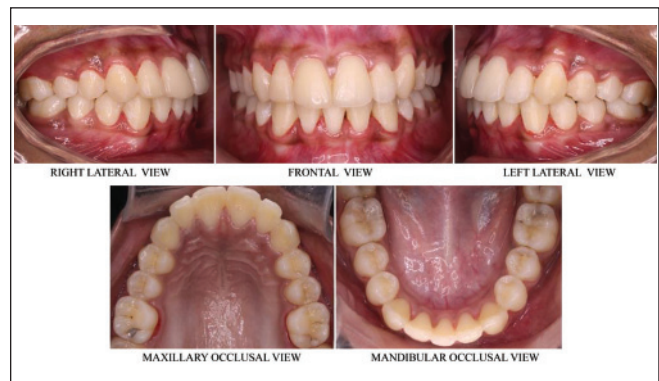 RIGHT LATERAL VIEW
FRONTAL VIEW
LEFT LATERAL VIEW
MAXILLARY OCCLUSAL VIEW
MANDIBULAR OCCLUSAL VIEW